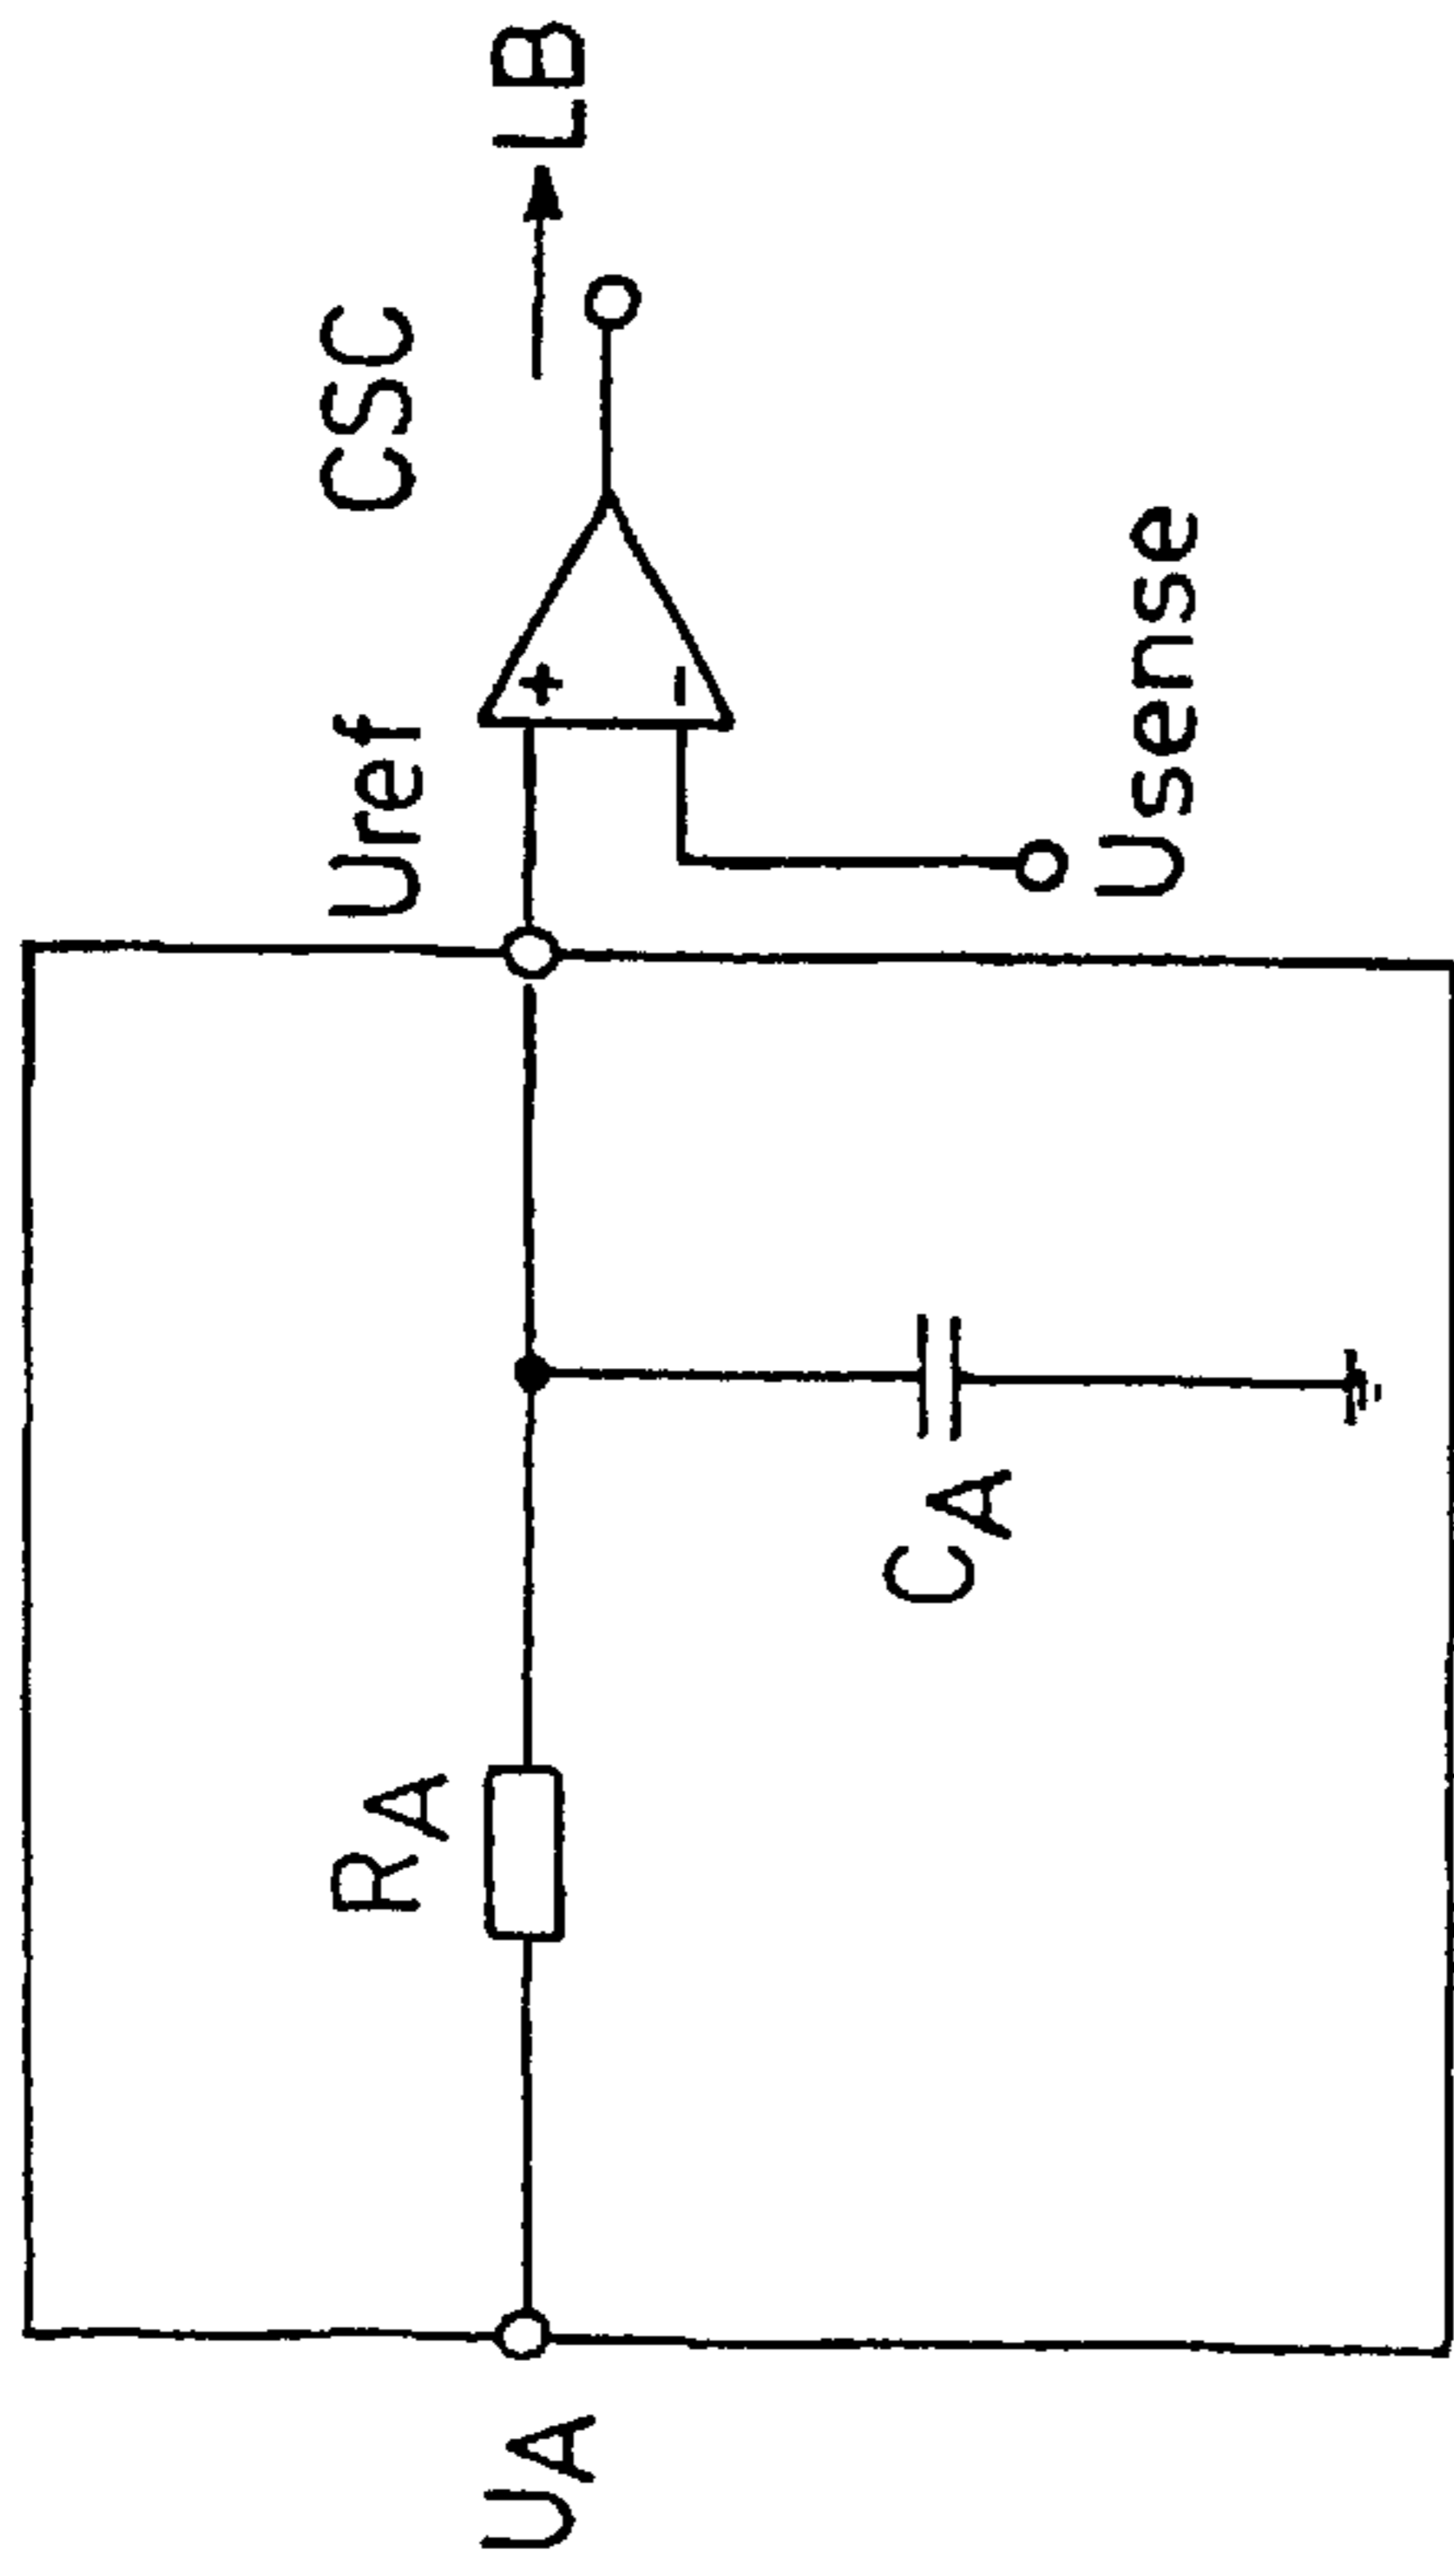 CSC
LB
Uref
+
-
Usense
RA
CA
UA